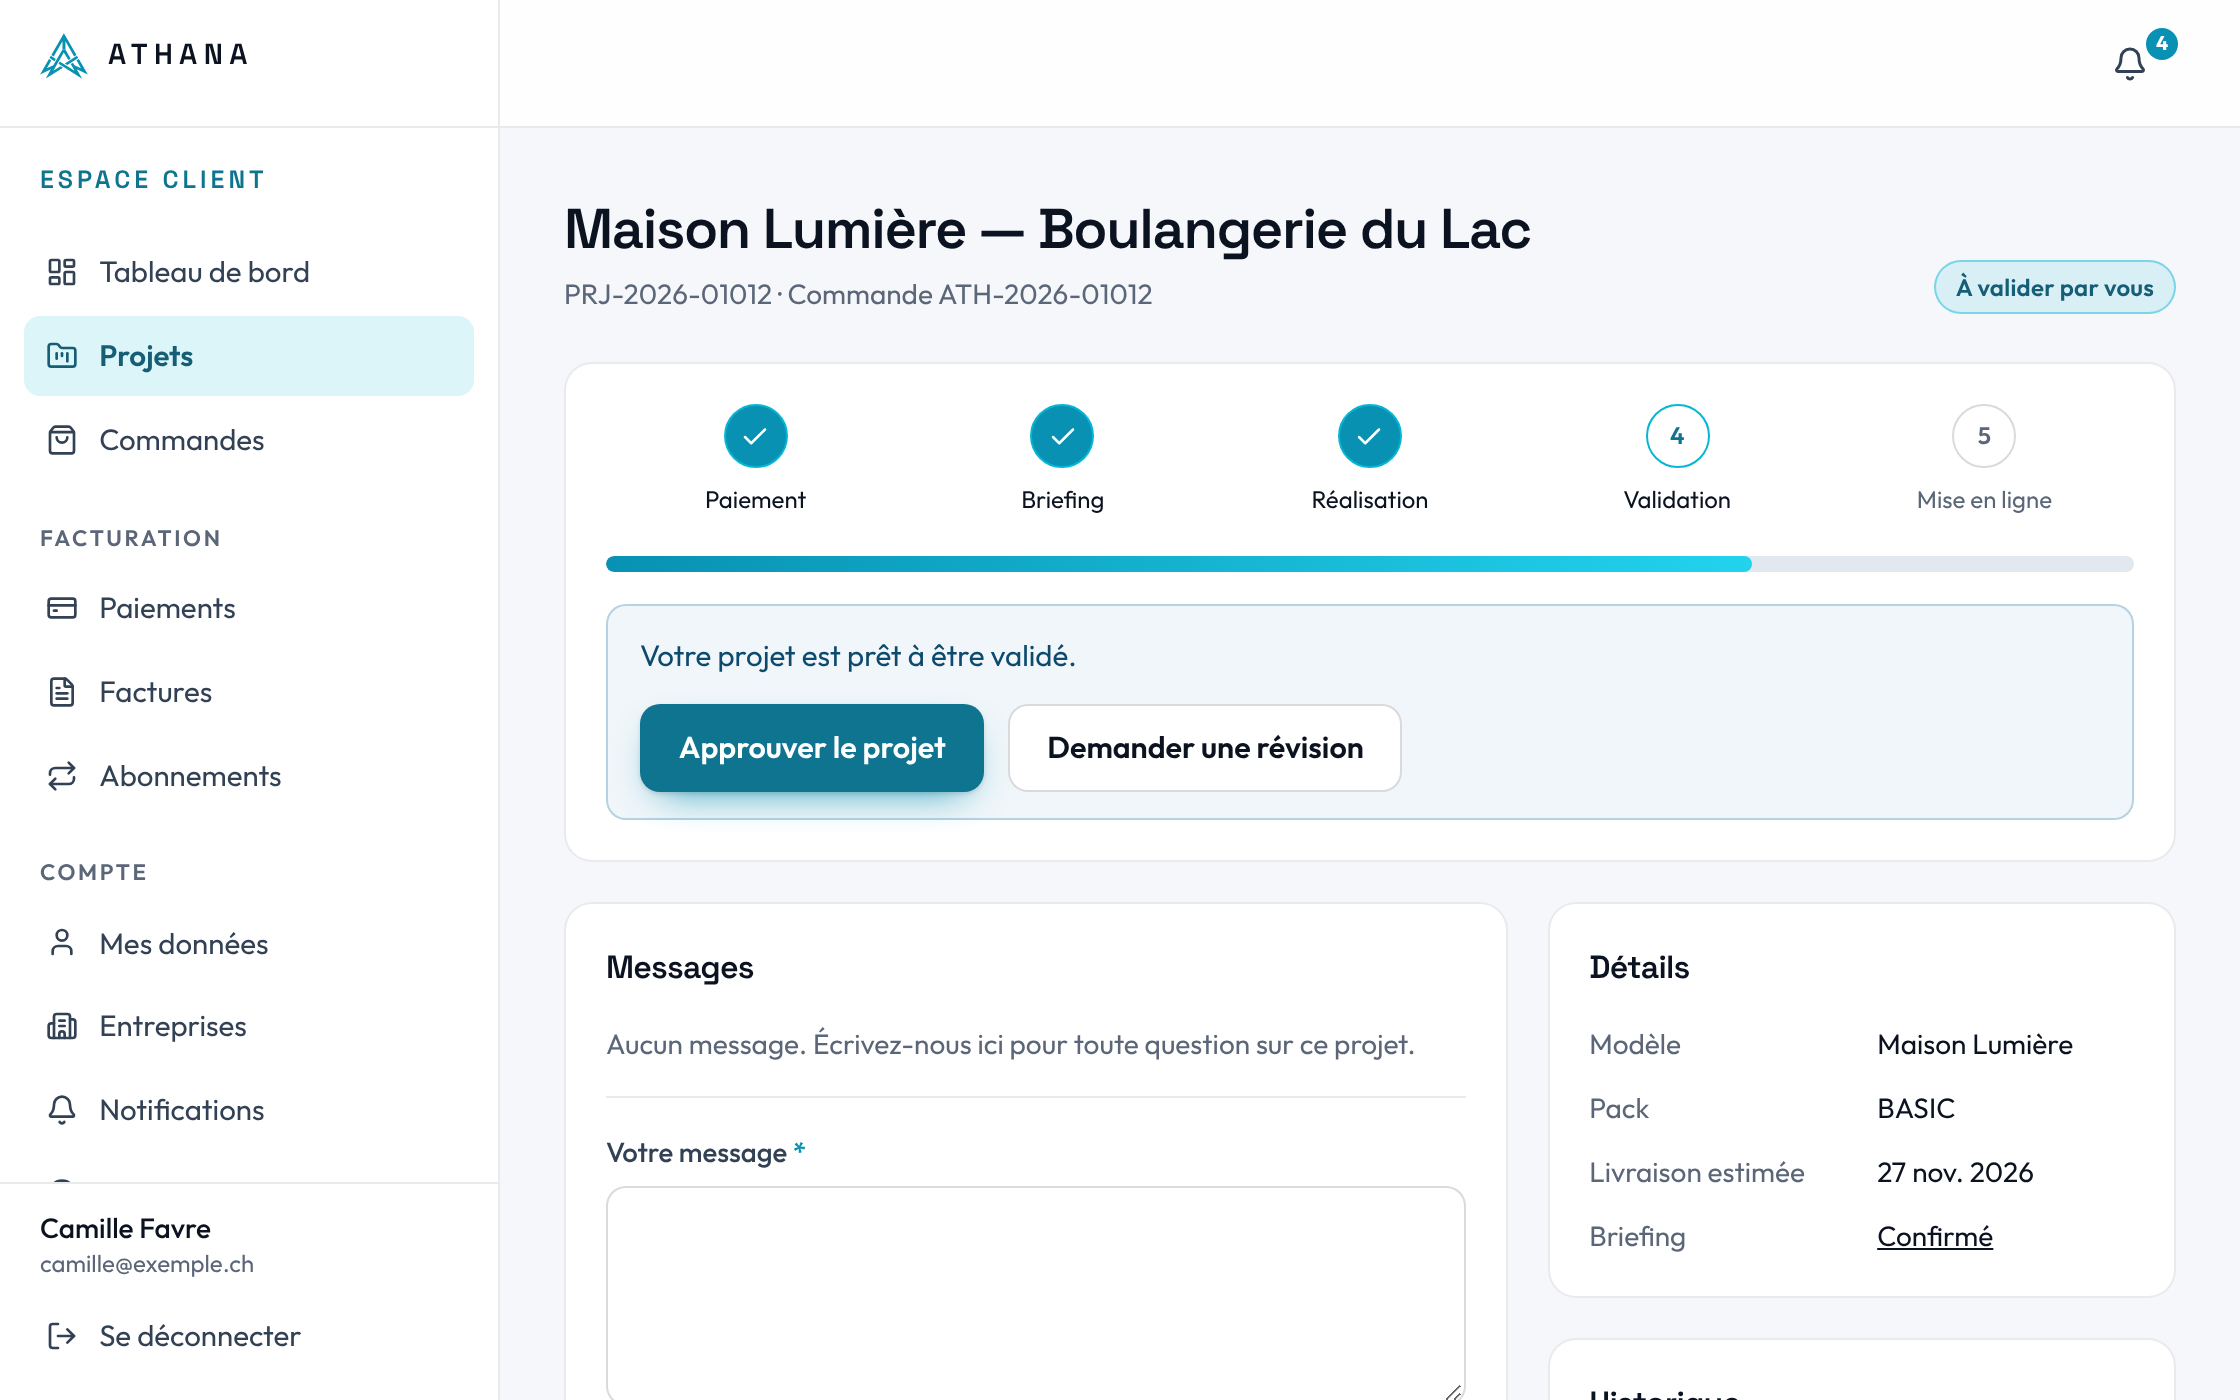 ATHANA
4
ESPACE CLIENT
Tableau de bord
Projets
Commandes
FACTURATION
Paiements
Factures
Abonnements
COMPTE
Mes données
Entreprises
Notifications
Camille Favre
camille@exemple.ch
Se déconnecter
Maison Lumière — Boulangerie du Lac
PRJ-2026-01012 · Commande ATH-2026-01012
À valider par vous
4
5
Paiement
Briefing
Réalisation
Validation
Mise en ligne
Votre projet est prêt à être validé.
Approuver le projet
Demander une révision
Messages
Aucun message. Écrivez-nous ici pour toute question sur ce projet.
Votre message *
Détails
Modèle Maison Lumière
Pack BASIC
Livraison estimée 27 nov. 2026
Briefing Confirmé
Historique